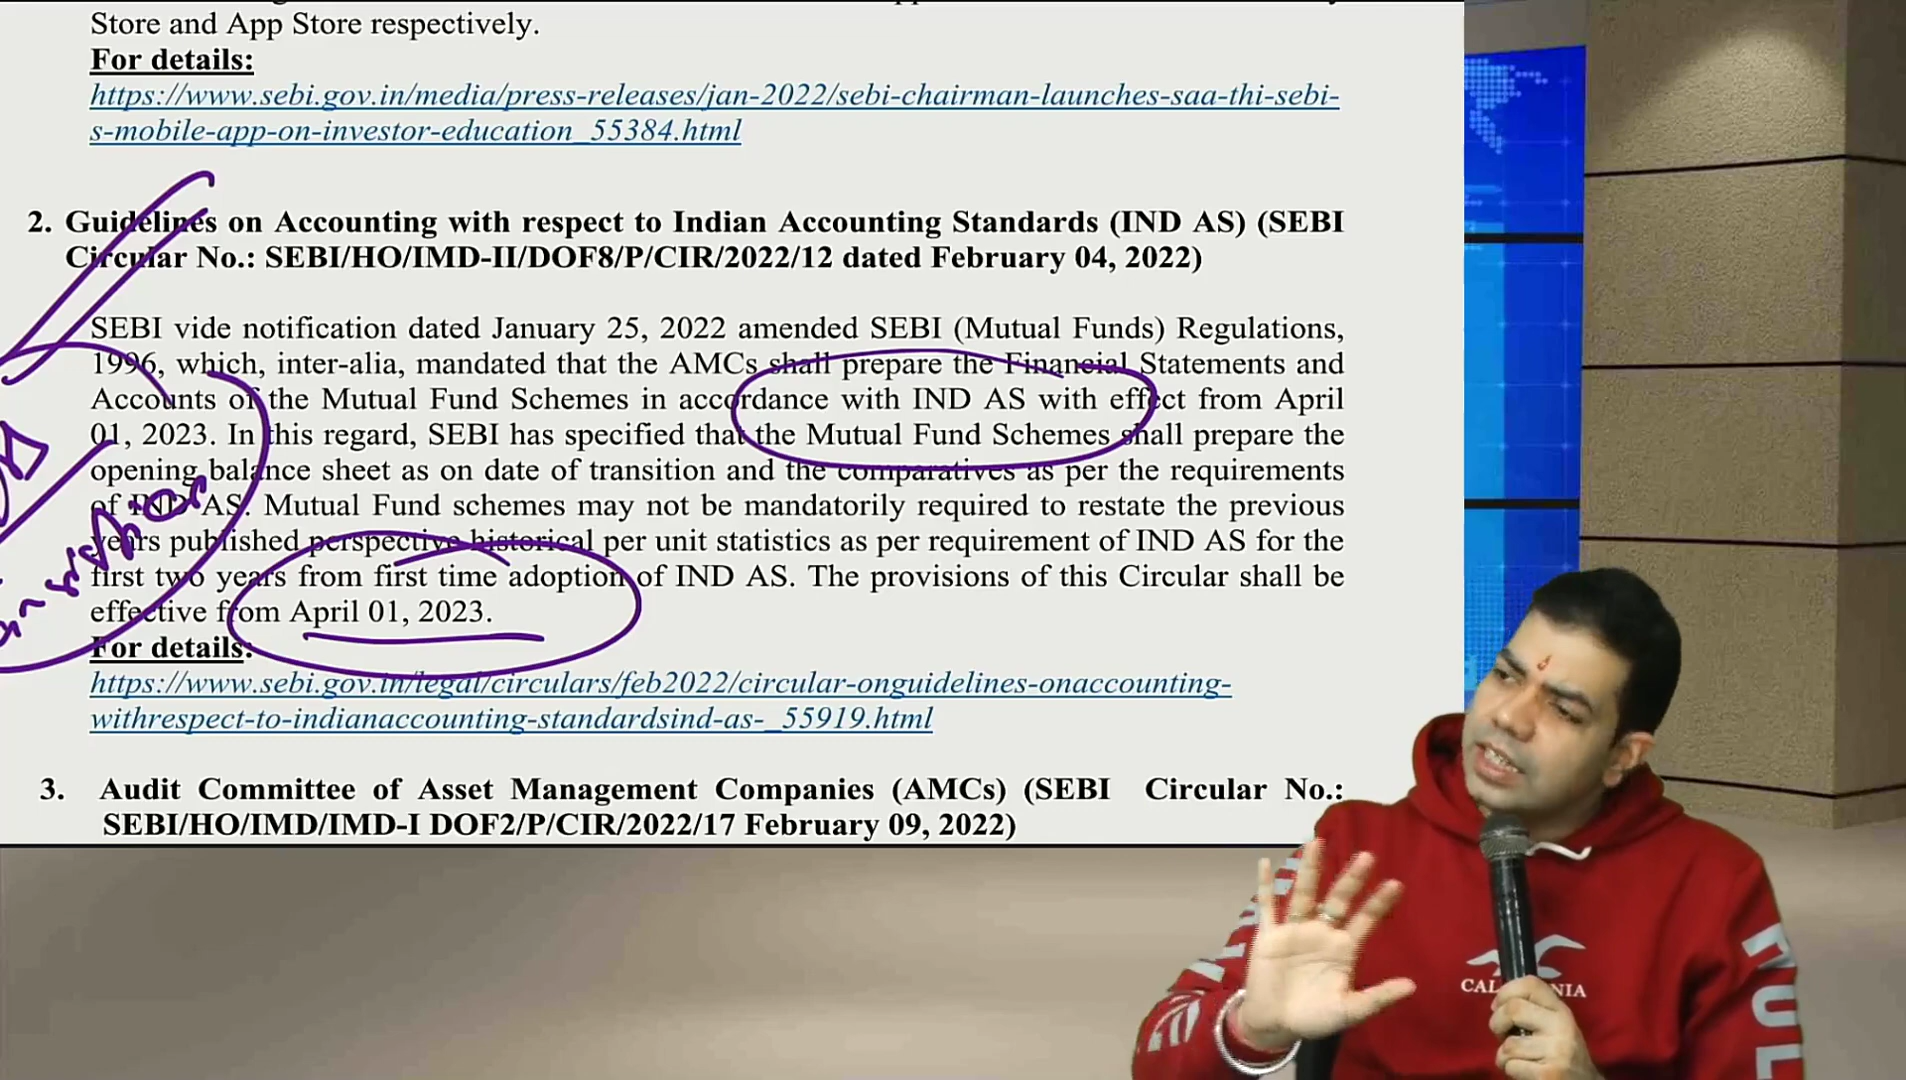 Store and App Store respectively.
For details:
https://www.sebi.gov.in/media/press-releases/jan-2022/sebi-chairman-launches-saa-thi-sebi-
s-mobile-app-on-investor-education_55384.html
2. Guidelines on Accounting with respect to Indian Accounting Standards (IND AS) (SEBI
Circular No.: SEBI/HO/IMD-II/DOF8/P/CIR/2022/12 dated February 04, 2022)
SEBI vide notification dated January 25, 2022 amended SEBI (Mutual Funds) Regulations,
1996, which, inter-alia, mandated that the AMCs shall prepare the Financial Statements and
Accounts of the Mutual Fund Schemes in accordance with IND AS with effect from April
01, 2023. In this regard, SEBI has specified that the Mutual Fund Schemes shall prepare the
opening balance sheet as on date of transition and the comparatives as per the requirements
of IND AS. Mutual Fund schemes may not be mandatorily required to restate the previous
years published perspective historical per unit statistics as per requirement of IND AS for the
first two years from first time adoption of IND AS. The provisions of this Circular shall be
effective from April 01, 2023.
For details:
https://www.sebi.gov.in/legal/circulars/feb2022/circular-onguidelines-onaccounting-
withrespect-to-indianaccounting-standardsind-as-_55919.html
3. Audit Committee of Asset Management Companies (AMCs) (SEBI Circular No.:
SEBI/HO/IMD/IMD-I DOF2/P/CIR/2022/17 February 09, 2022)